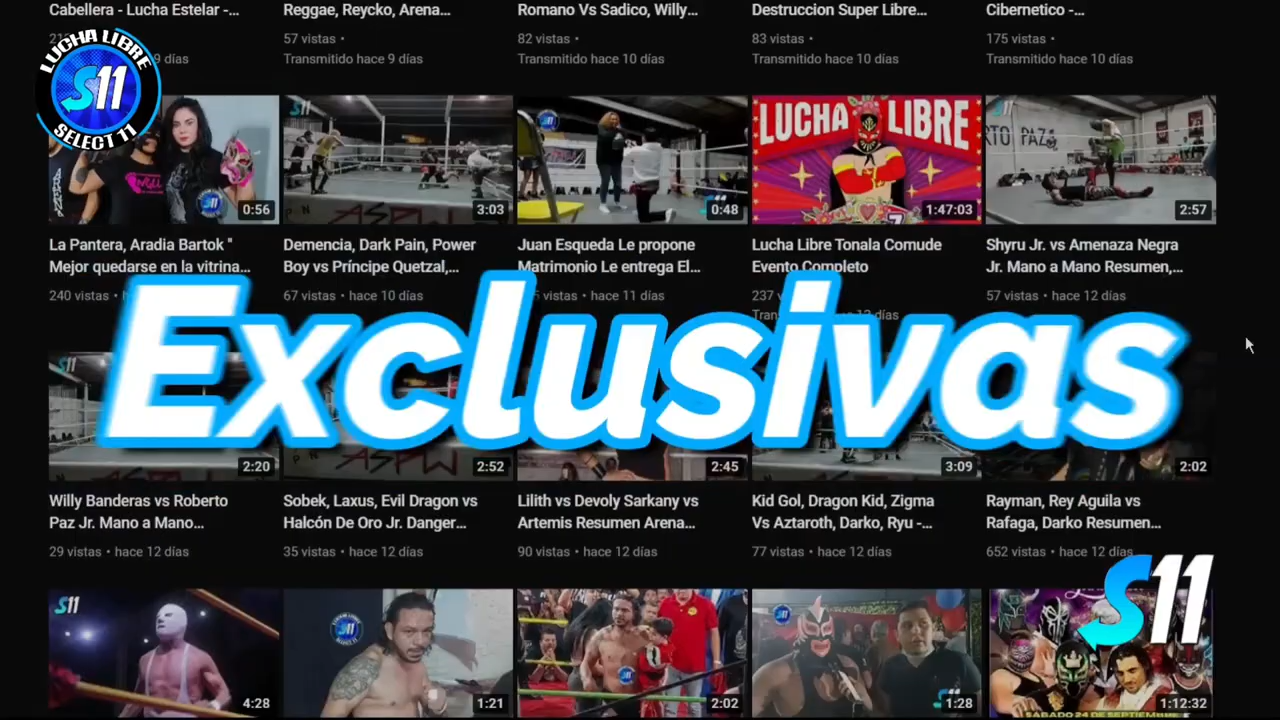 Cabellera - Lucha Estelar -...
Reggae, Reycko, Arena...
Romano Vs Sadico, Willy...
Destruccion Super Libre...
Cibernetico -...
57 vistas •
82 vistas •
83 vistas •
175 vistas •
9 días
Transmitido hace 9 días
Transmitido hace 10 días
Transmitido hace 10 días
Transmitido hace 10 días
LUCHA LIBRE
S11
SELECT 11
S11
LUCHA LIBRE
0:56
3:03
0:48
1:47:03
2:57
La Pantera, Aradia Bartok "
Mejor quedarse en la vitrina...
Demencia, Dark Pain, Power
Boy vs Príncipe Quetzal,...
Juan Esqueda Le propone
Matrimonio Le entrega El...
Lucha Libre Tonala Comude
Evento Completo
Shyru Jr. vs Amenaza Negra
Jr. Mano a Mano Resumen,...
240 vistas •
67 vistas • hace 10 días
vistas • hace 11 días
57 vistas • hace 12 días
Exclusivas
2:20
2:52
2:45
3:09
2:02
Willy Banderas vs Roberto
Paz Jr. Mano a Mano...
Sobek, Laxus, Evil Dragon vs
Halcón De Oro Jr. Danger...
Lilith vs Devoly Sarkany vs
Artemis Resumen Arena...
Kid Gol, Dragon Kid, Zigma
Vs Aztaroth, Darko, Ryu -...
Rayman, Rey Aguila vs
Rafaga, Darko Resumen...
29 vistas • hace 12 días
35 vistas • hace 12 días
90 vistas • hace 12 días
77 vistas • hace 12 días
652 vistas • hace 12 días
S11
S11
4:28
1:21
2:02
1:28
1:12:32
SÁBADO 24 DE SEPTIEMBRE